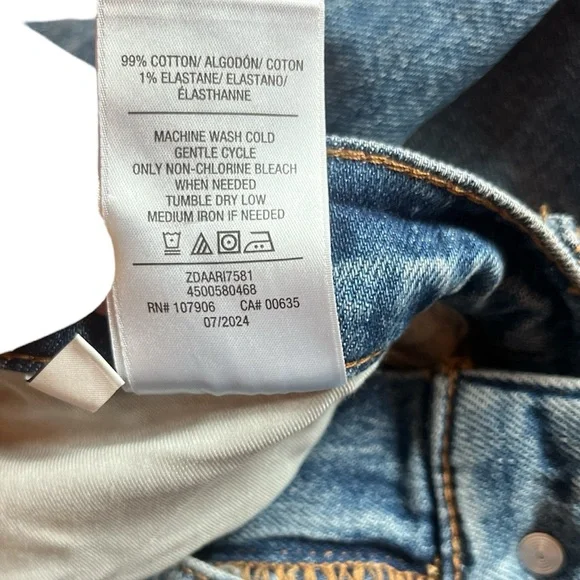 99% COTTON/ ALGODÓN/ COTON
1% ELASTANE/ ELASTANO/
ÉLASTHANNE
MACHINE WASH COLD
GENTLE CYCLE
ONLY NON-CHLORINE BLEACH
WHEN NEEDED
TUMBLE DRY LOW
MEDIUM IRON IF NEEDED
ZDAARI7581
4500580468
RN# 107906 CA# 00635
07/2024